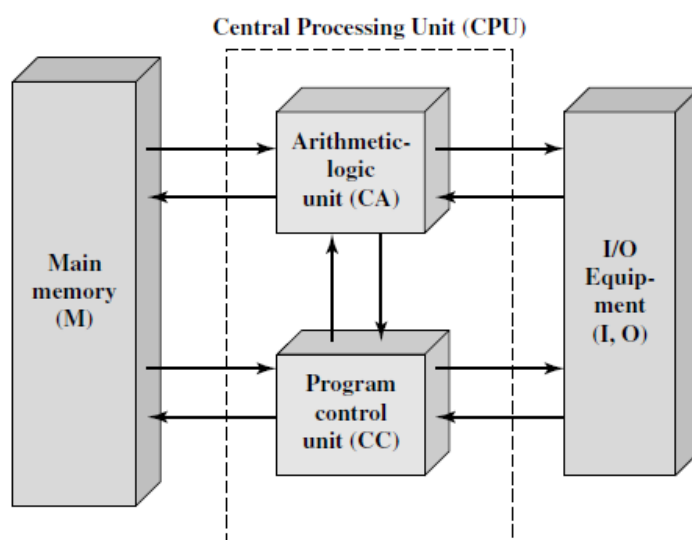 Central Processing Unit (CPU)
Main
memory
(M)
Arithmetic-
logic
unit (CA)
Program
control
unit (CC)
I/O
Equip-
ment
(I, O)